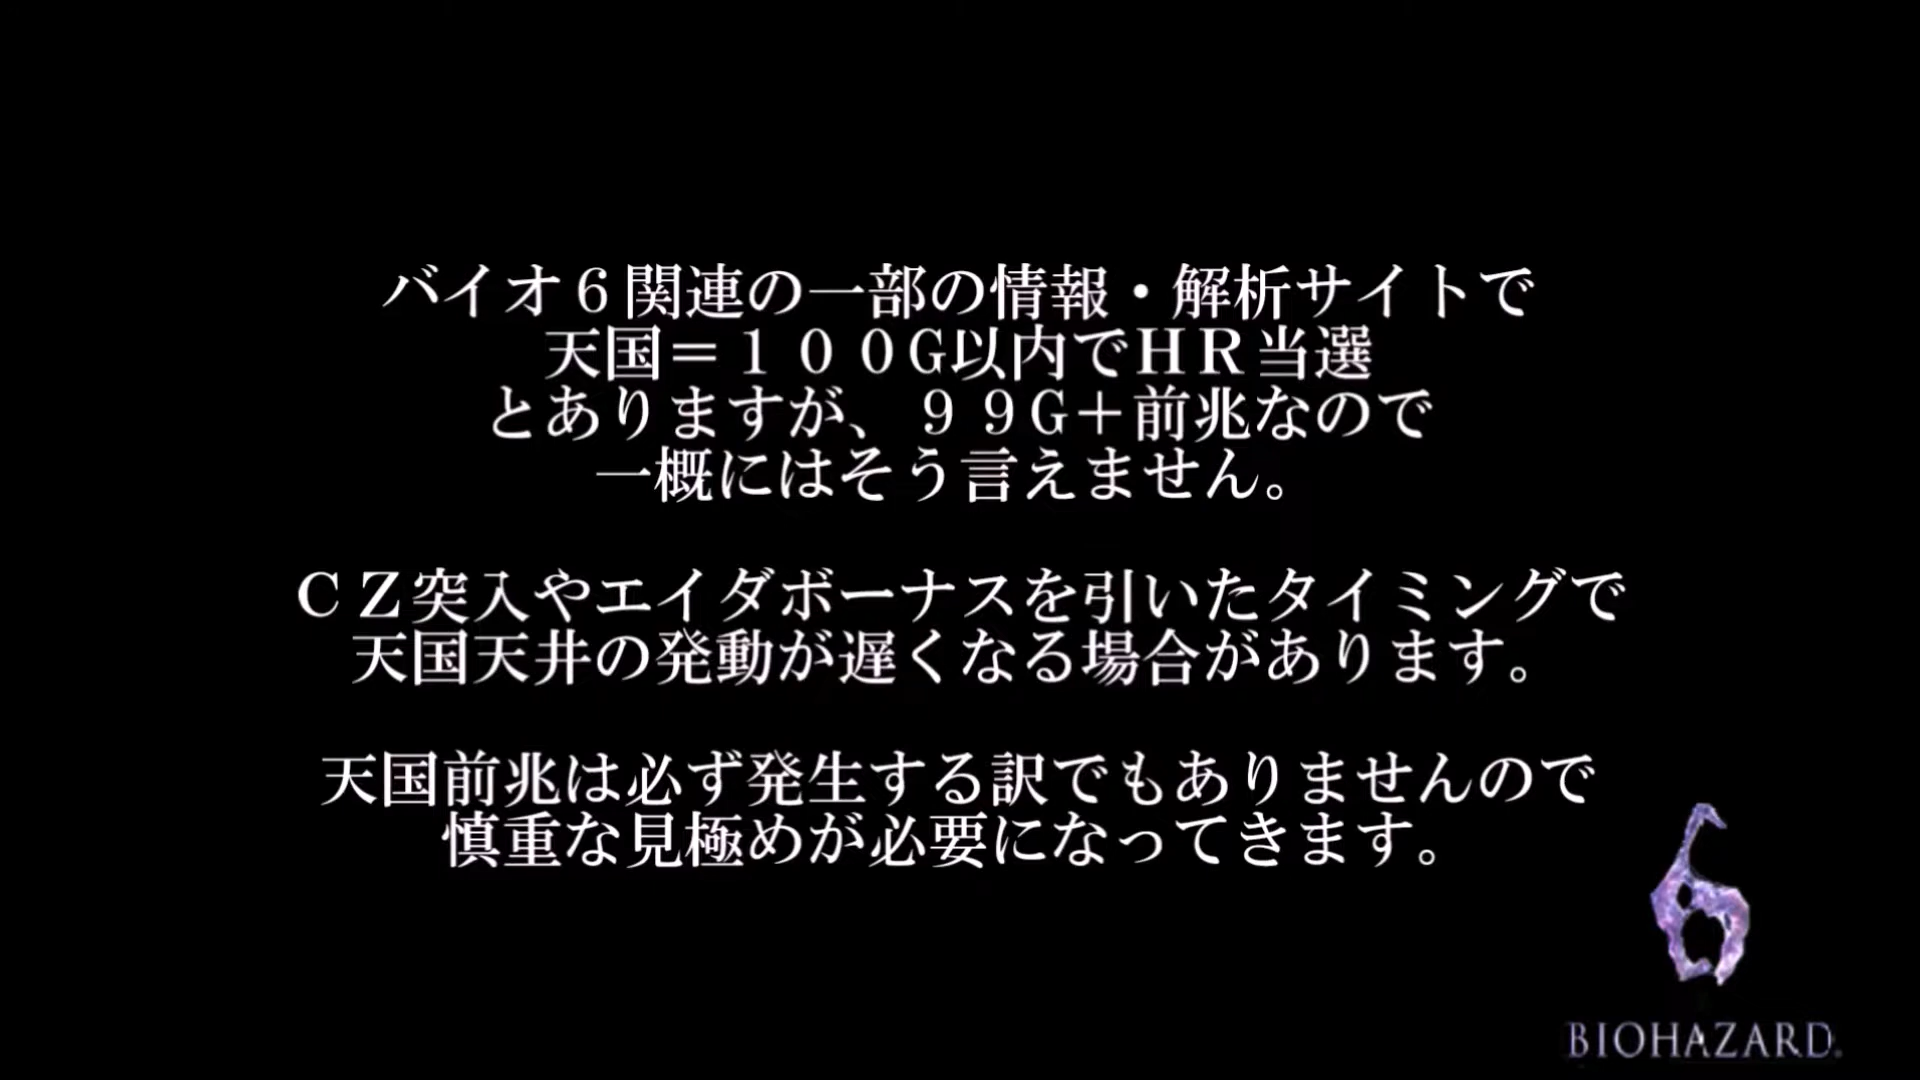 バイオ６関連の一部の情報・解析サイトで
天国＝１００G以内でＨＲ当選
とありますが、９９G＋前兆なので
一概にはそう言えません。
ＣＺ突入やエイダボーナスを引いたタイミングで
天国天井の発動が遅くなる場合があります。
天国前兆は必ず発生する訳でもありませんので
慎重な見極めが必要になってきます。
6
BIOHAZARD®